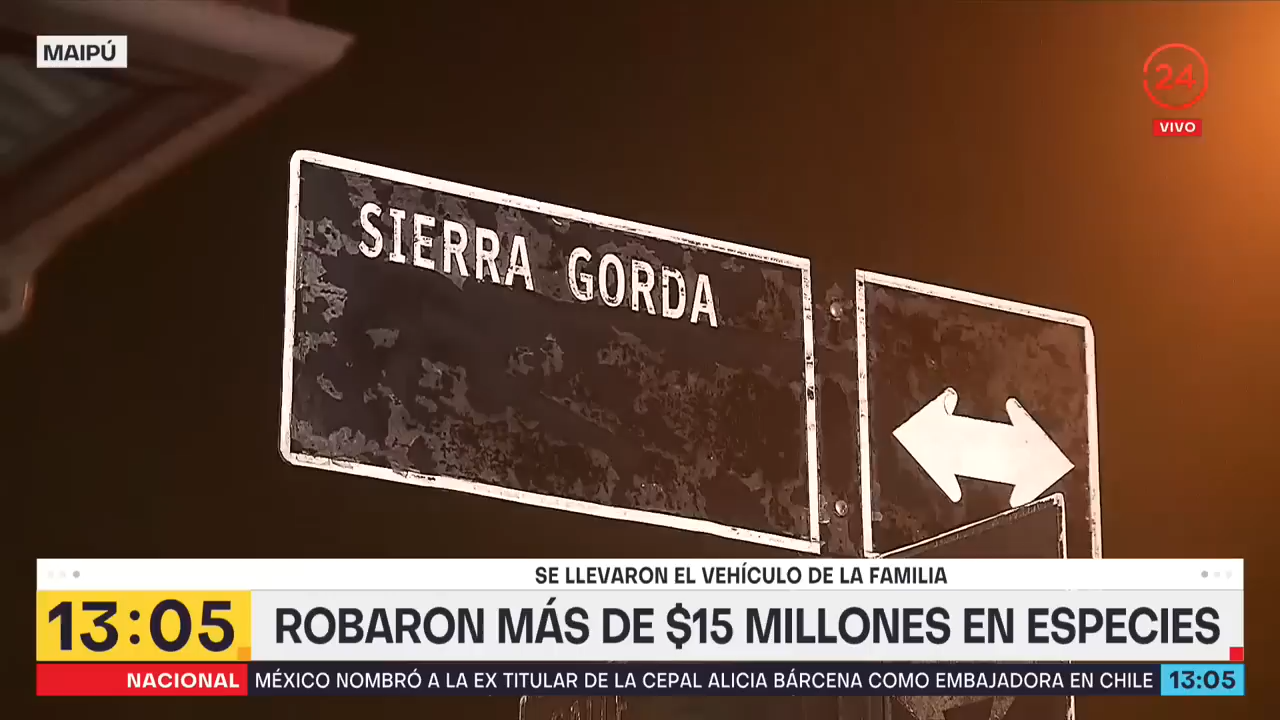 MAIPÚ
24
VIVO
SIERRA GORDA
SE LLEVARON EL VEHÍCULO DE LA FAMILIA
13:05
ROBARON MÁS DE $15 MILLONES EN ESPECIES
NACIONAL
MÉXICO NOMBRÓ A LA EX TITULAR DE LA CEPAL ALICIA BÁRCENA COMO EMBAJADORA EN CHILE
13:05